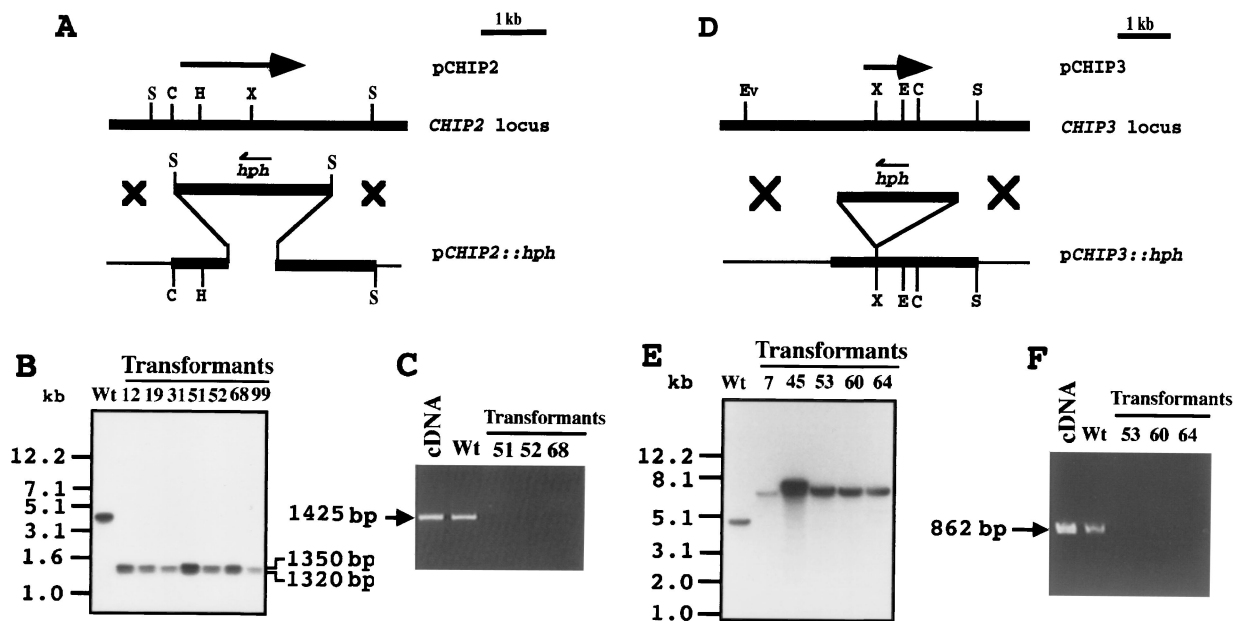 A
1 kb
pCHIP2
S C H X S
CHIP2 locus
S hph S
X X
pCHIP2::hph
C H S
D
1 kb
pCHIP3
Ev X E C S
CHIP3 locus
hph
X X
pCHIP3::hph
X E C S
B
Transformants
kb Wt 12 19 31 51 52 68 99
12.2
7.1
5.1
3.1
1.6
1.0
1350 bp
1320 bp
C
cDNA
Wt
Transformants
51 52 68
1425 bp
E
Transformants
kb Wt 7 45 53 60 64
12.2
8.1
5.1
3.1
2.0
1.0
F
cDNA
Wt
Transformants
53 60 64
862 bp